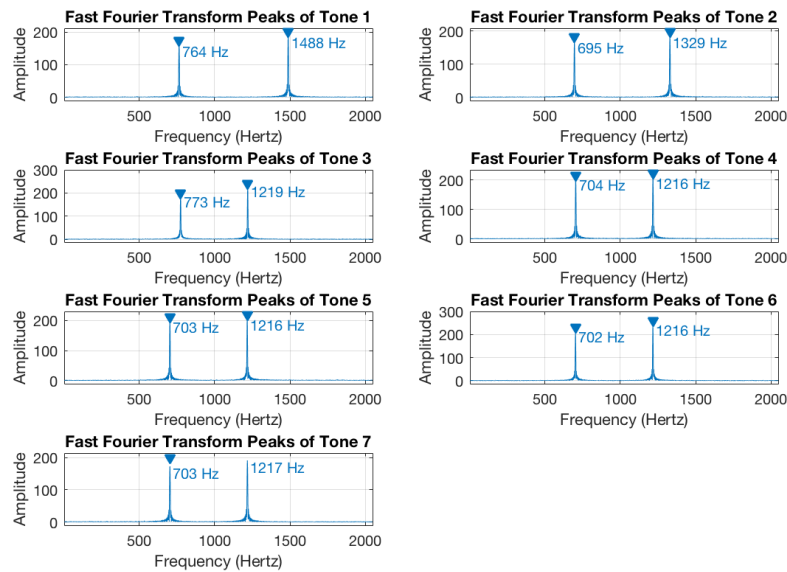 Fast Fourier Transform Peaks of Tone 1
Amplitude
200
100
0
764 Hz
1488 Hz
500 1000 1500 2000
Frequency (Hertz)
Fast Fourier Transform Peaks of Tone 2
Amplitude
200
100
0
695 Hz
1329 Hz
500 1000 1500 2000
Frequency (Hertz)
Fast Fourier Transform Peaks of Tone 3
Amplitude
300
200
100
0
773 Hz
1219 Hz
500 1000 1500 2000
Frequency (Hertz)
Fast Fourier Transform Peaks of Tone 4
Amplitude
200
100
0
704 Hz
1216 Hz
500 1000 1500 2000
Frequency (Hertz)
Fast Fourier Transform Peaks of Tone 5
Amplitude
200
100
0
703 Hz
1216 Hz
500 1000 1500 2000
Frequency (Hertz)
Fast Fourier Transform Peaks of Tone 6
Amplitude
300
200
100
0
702 Hz
1216 Hz
500 1000 1500 2000
Frequency (Hertz)
Fast Fourier Transform Peaks of Tone 7
Amplitude
200
100
0
703 Hz
1217 Hz
500 1000 1500 2000
Frequency (Hertz)